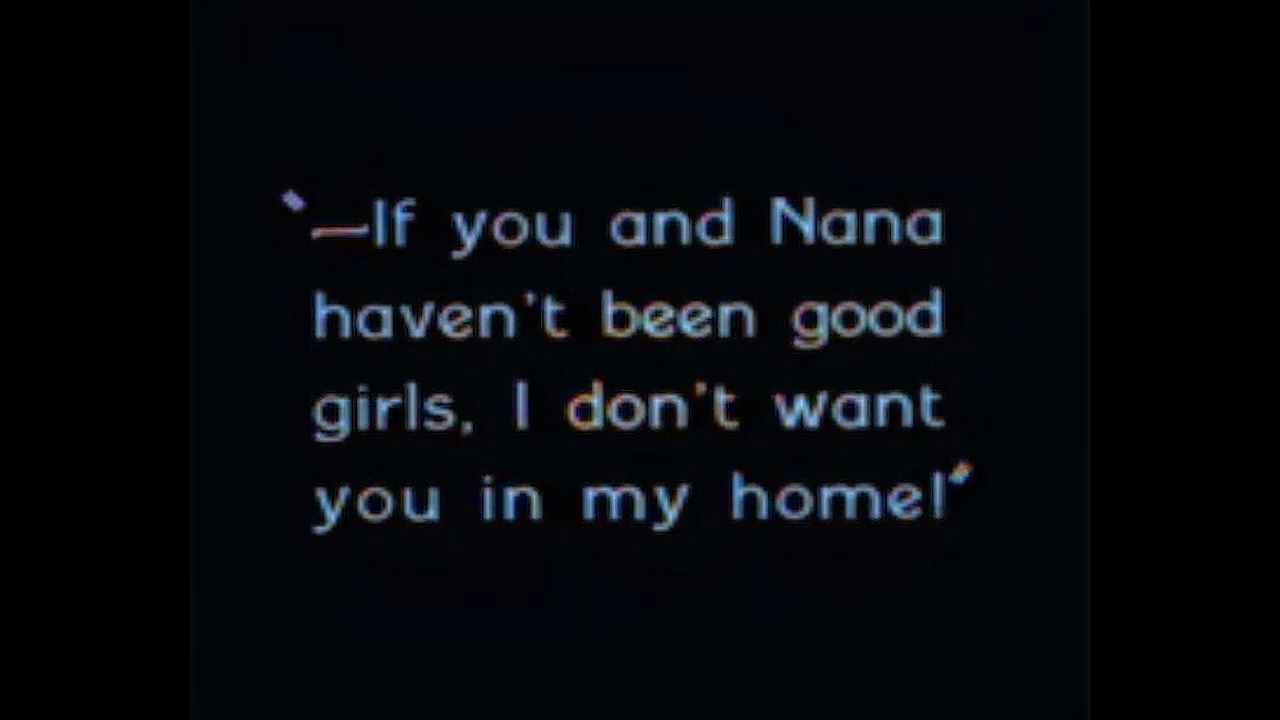 "—If you and Nana
haven't been good
girls, I don't want
you in my home!"